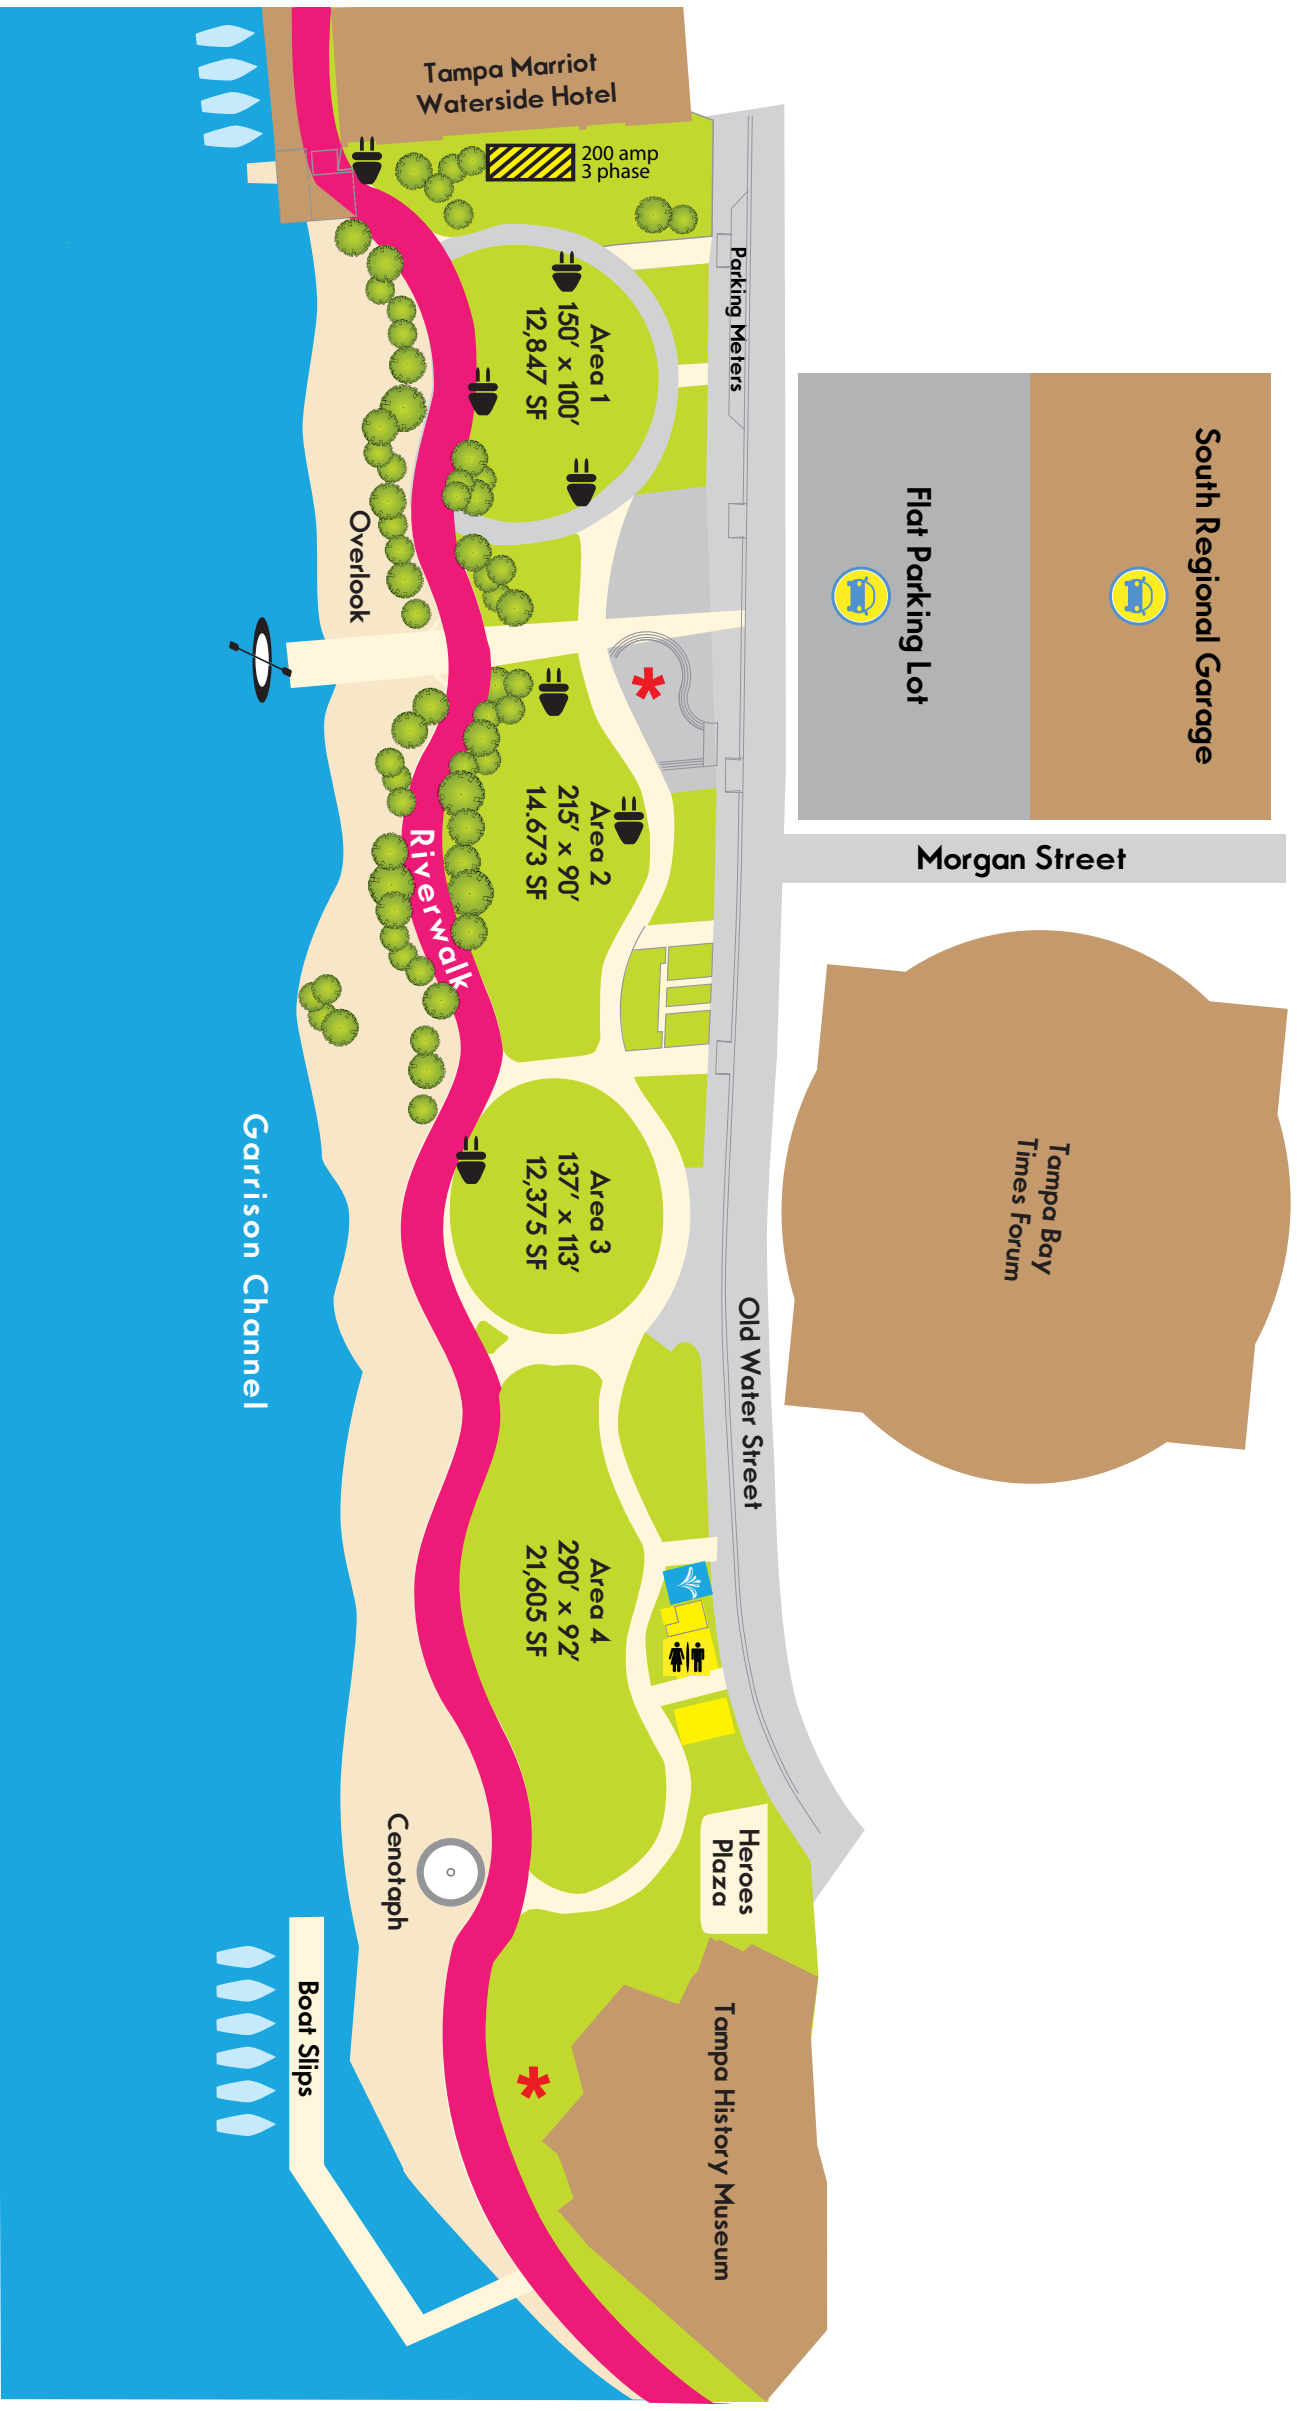 Tampa Marriot
Waterside Hotel
200 amp
3 phase
Parking Meters
Area 1
150′ x 100′
12,847 SF
South Regional Garage
Flat Parking Lot
Overlook
Area 2
215′ x 90′
14.673 SF
Riverwalk
Morgan Street
Tampa Bay
Times Forum
Garrison Channel
Area 3
137′ x 113′
12,375 SF
Old Water Street
Area 4
290′ x 92′
21,605 SF
Heroes
Plaza
Cenotaph
Boat Slips
Tampa History Museum